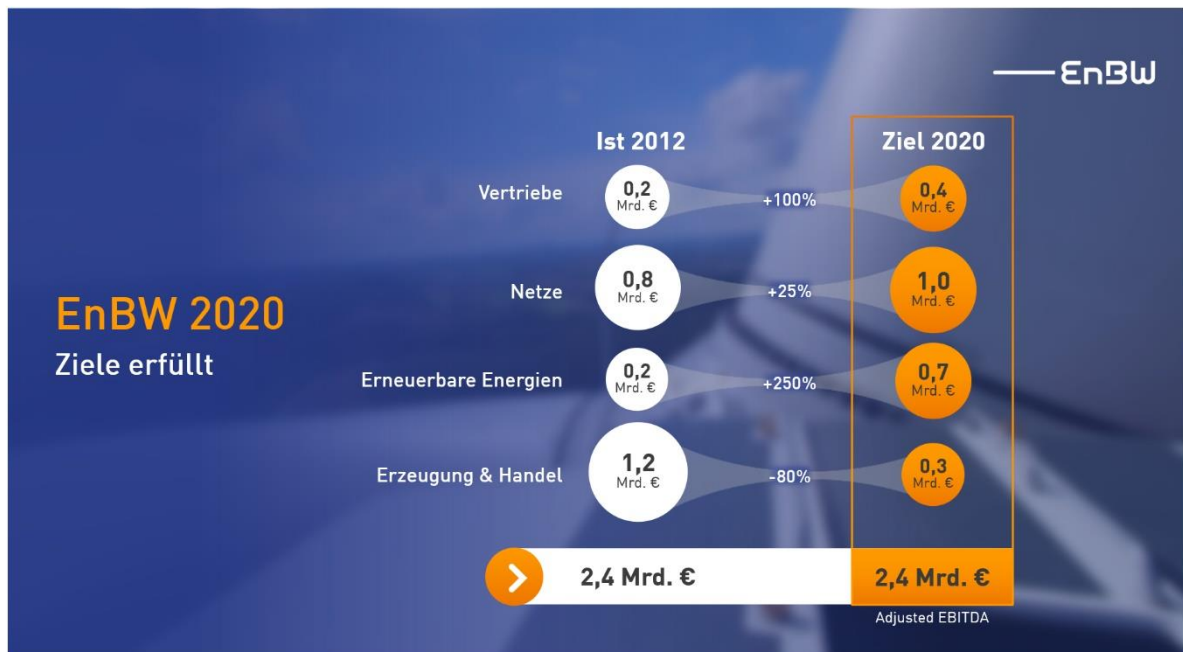 EnBW
Ist 2012
Ziel 2020
Vertriebe
0,2
Mrd. €
+100%
0,4
Mrd. €
Netze
0,8
Mrd. €
+25%
1,0
Mrd. €
EnBW 2020
Ziele erfüllt
Erneuerbare Energien
0,2
Mrd. €
+250%
0,7
Mrd. €
Erzeugung & Handel
1,2
Mrd. €
-80%
0,3
Mrd. €
2,4 Mrd. €
2,4 Mrd. €
Adjusted EBITDA